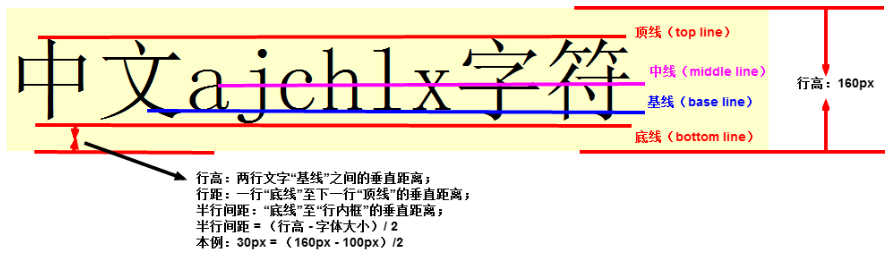 顶线（top line）
中文ajchlx字符
中线（middle line）
行高：160px
基线（base line）
底线（bottom line）
行高：两行文字“基线”之间的垂直距离；
行距：一行“底线”至下一行“顶线”的垂直距离；
半行间距：“底线”至“行内框”的垂直距离；
半行间距 = （行高 - 字体大小）/ 2
本例：30px = （160px - 100px）/2